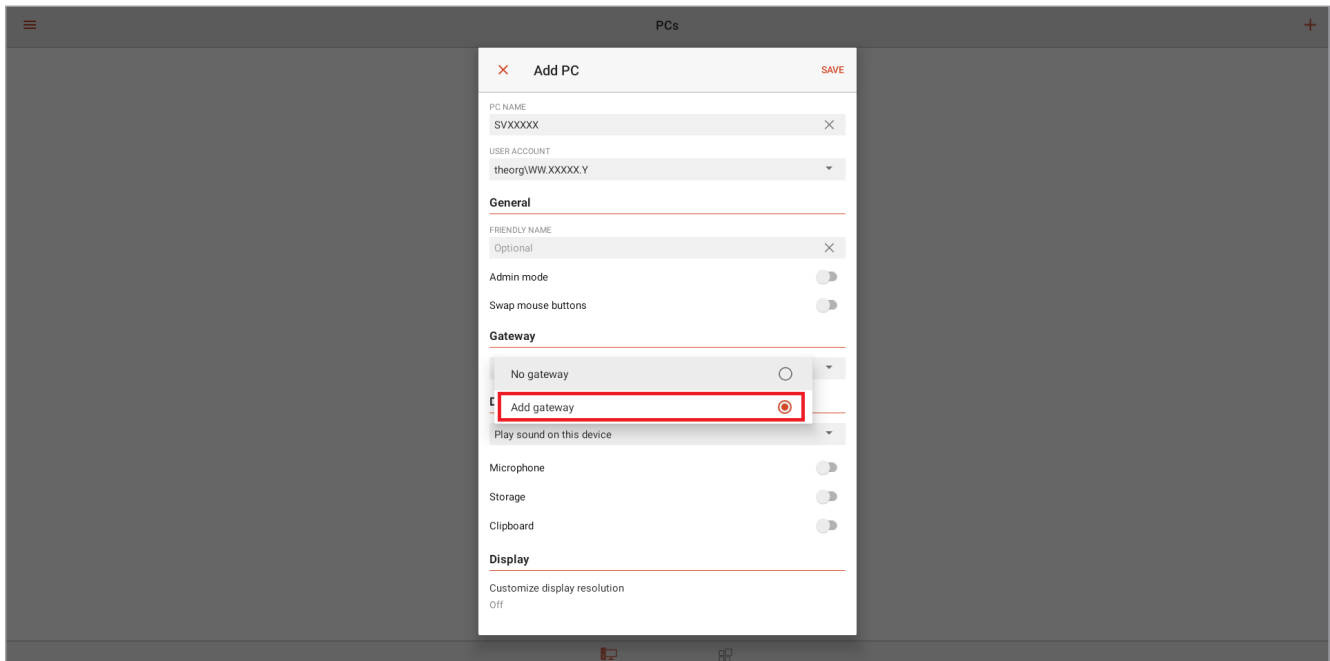 PCs
Add PC
SAVE
PC NAME
SVXXXXX
USER ACCOUNT
theorg\WW.XXXXX.Y
General
FRIENDLY NAME
Optional
Admin mode
Swap mouse buttons
Gateway
No gateway
Add gateway
Play sound on this device
Microphone
Storage
Clipboard
Display
Customize display resolution
Off